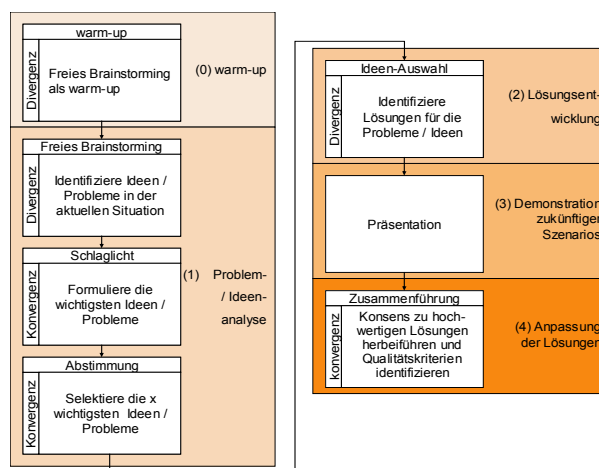 warm-up
Divergenz
Freies Brainstorming
als warm-up
(0) warm-up
Freies Brainstorming
Divergenz
Identifiziere Ideen /
Probleme in der
aktuellen Situation
Schlaglicht
Konvergenz
Formuliere die
wichtigsten Ideen /
Probleme
(1) Problem-
/ Ideen-
analyse
Abstimmung
Konvergenz
Selektiere die x
wichtigsten Ideen /
Probleme
Ideen-Auswahl
Divergenz
Identifiziere
Lösungen für die
Probleme / Ideen
(2) Lösungsent-
wicklung
Präsentation
(3) Demonstration
zukünftiger
Szenarios
Zusammenführung
konvergenz
Konsens zu hoch-
wertigen Lösungen
herbeiführen und
Qualitätskriterien
identifizieren
(4) Anpassung
der Lösungen